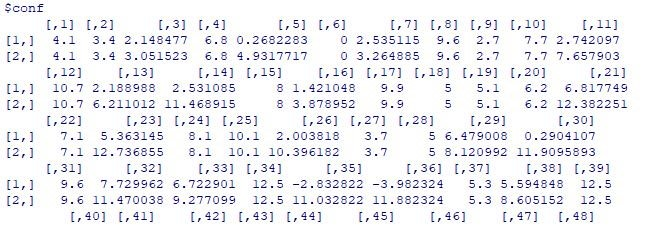 $conf
[,1] [,2] [,3] [,4] [,5] [,6] [,7] [,8] [,9] [,10] [,11]
[1,] 4.1 3.4 2.148477 6.8 0.2682283 0 2.535115 9.6 2.7 7.7 2.742097
[2,] 4.1 3.4 3.051523 6.8 4.9317717 0 3.264885 9.6 2.7 7.7 7.657903
[,12] [,13] [,14] [,15] [,16] [,17] [,18] [,19] [,20] [,21]
[1,] 10.7 2.188988 2.531085 8 1.421048 9.9 5 5.1 6.2 6.817749
[2,] 10.7 6.211012 11.468915 8 3.878952 9.9 5 5.1 6.2 12.382251
[,22] [,23] [,24] [,25] [,26] [,27] [,28] [,29] [,30]
[1,] 7.1 5.363145 8.1 10.1 2.003818 3.7 5 6.479008 0.2904107
[2,] 7.1 12.736855 8.1 10.1 10.396182 3.7 5 8.120992 11.9095893
[,31] [,32] [,33] [,34] [,35] [,36] [,37] [,38] [,39]
[1,] 9.6 7.729962 6.722901 12.5 -2.832822 -3.982324 5.3 5.594848 12.5
[2,] 9.6 11.470038 9.277099 12.5 11.032822 11.882324 5.3 8.605152 12.5
[,40] [,41] [,42] [,43] [,44] [,45] [,46] [,47] [,48]